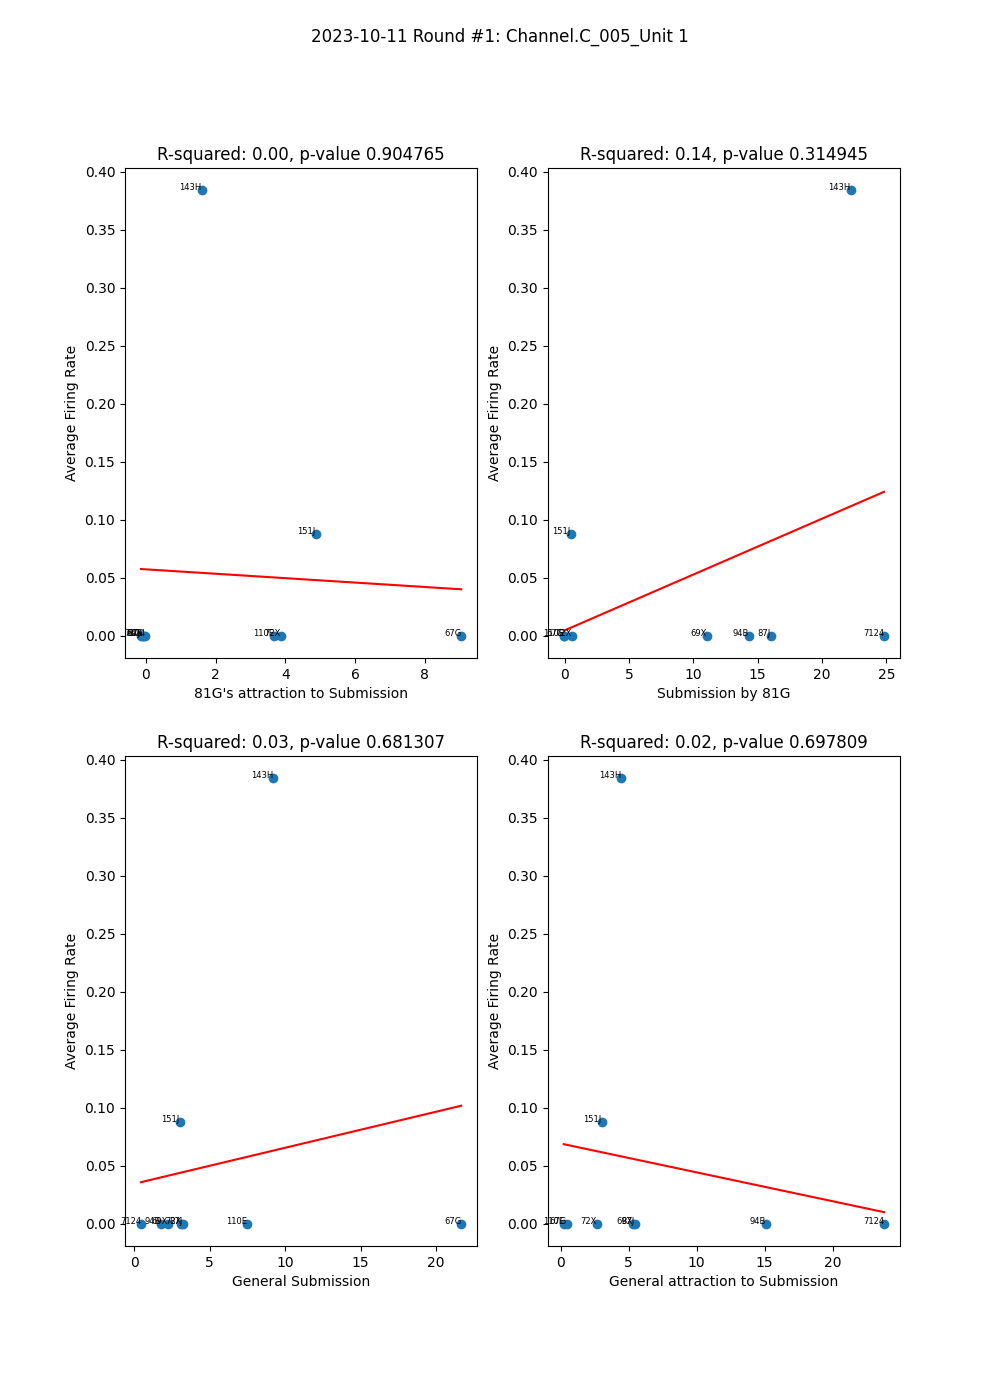 2023-10-11 Round #1: Channel.C_005_Unit 1
R-squared: 0.00, p-value 0.904765
0.40
0.35
0.30
0.25
0.20
0.15
0.10
0.05
0.00
Average Firing Rate
143H
151J
110E
72X
67G
0
2
4
6
8
81G's attraction to Submission
R-squared: 0.14, p-value 0.314945
0.40
0.35
0.30
0.25
0.20
0.15
0.10
0.05
0.00
Average Firing Rate
143H
151J
69X
94B
87J
7124
0
5
10
15
20
25
Submission by 81G
R-squared: 0.03, p-value 0.681307
0.40
0.35
0.30
0.25
0.20
0.15
0.10
0.05
0.00
Average Firing Rate
143H
151J
7124
110E
67G
0
5
10
15
20
General Submission
R-squared: 0.02, p-value 0.697809
0.40
0.35
0.30
0.25
0.20
0.15
0.10
0.05
0.00
Average Firing Rate
143H
151J
72X
94B
7124
0
5
10
15
20
General attraction to Submission